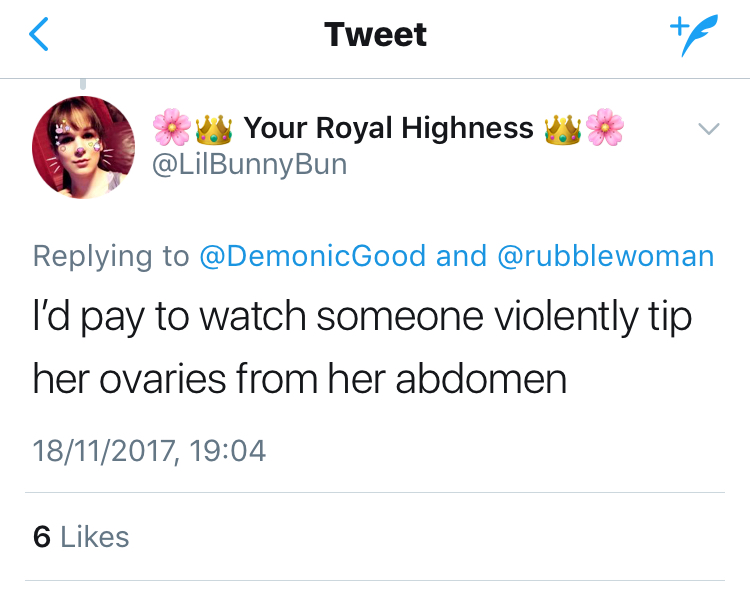 Tweet
🌸👑 Your Royal Highness 👑🌸
@LilBunnyBun
Replying to @DemonicGood and @rubblewoman
I'd pay to watch someone violently tip
her ovaries from her abdomen
18/11/2017, 19:04
6 Likes